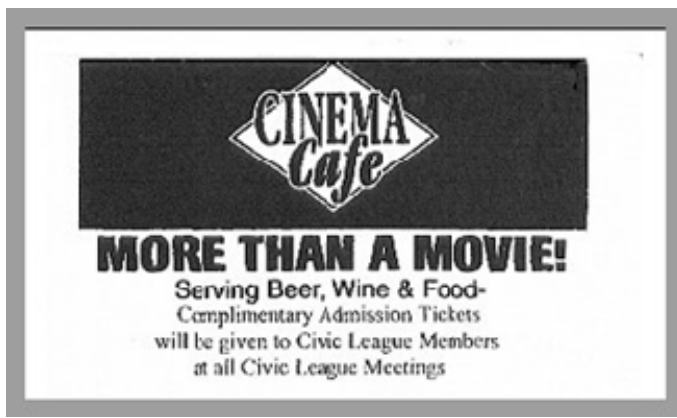 CINEMA
Cafe
MORE THAN A MOVIE!
Serving Beer, Wine & Food-
Complimentary Admission Tickets
will be given to Civic League Members
at all Civic League Meetings